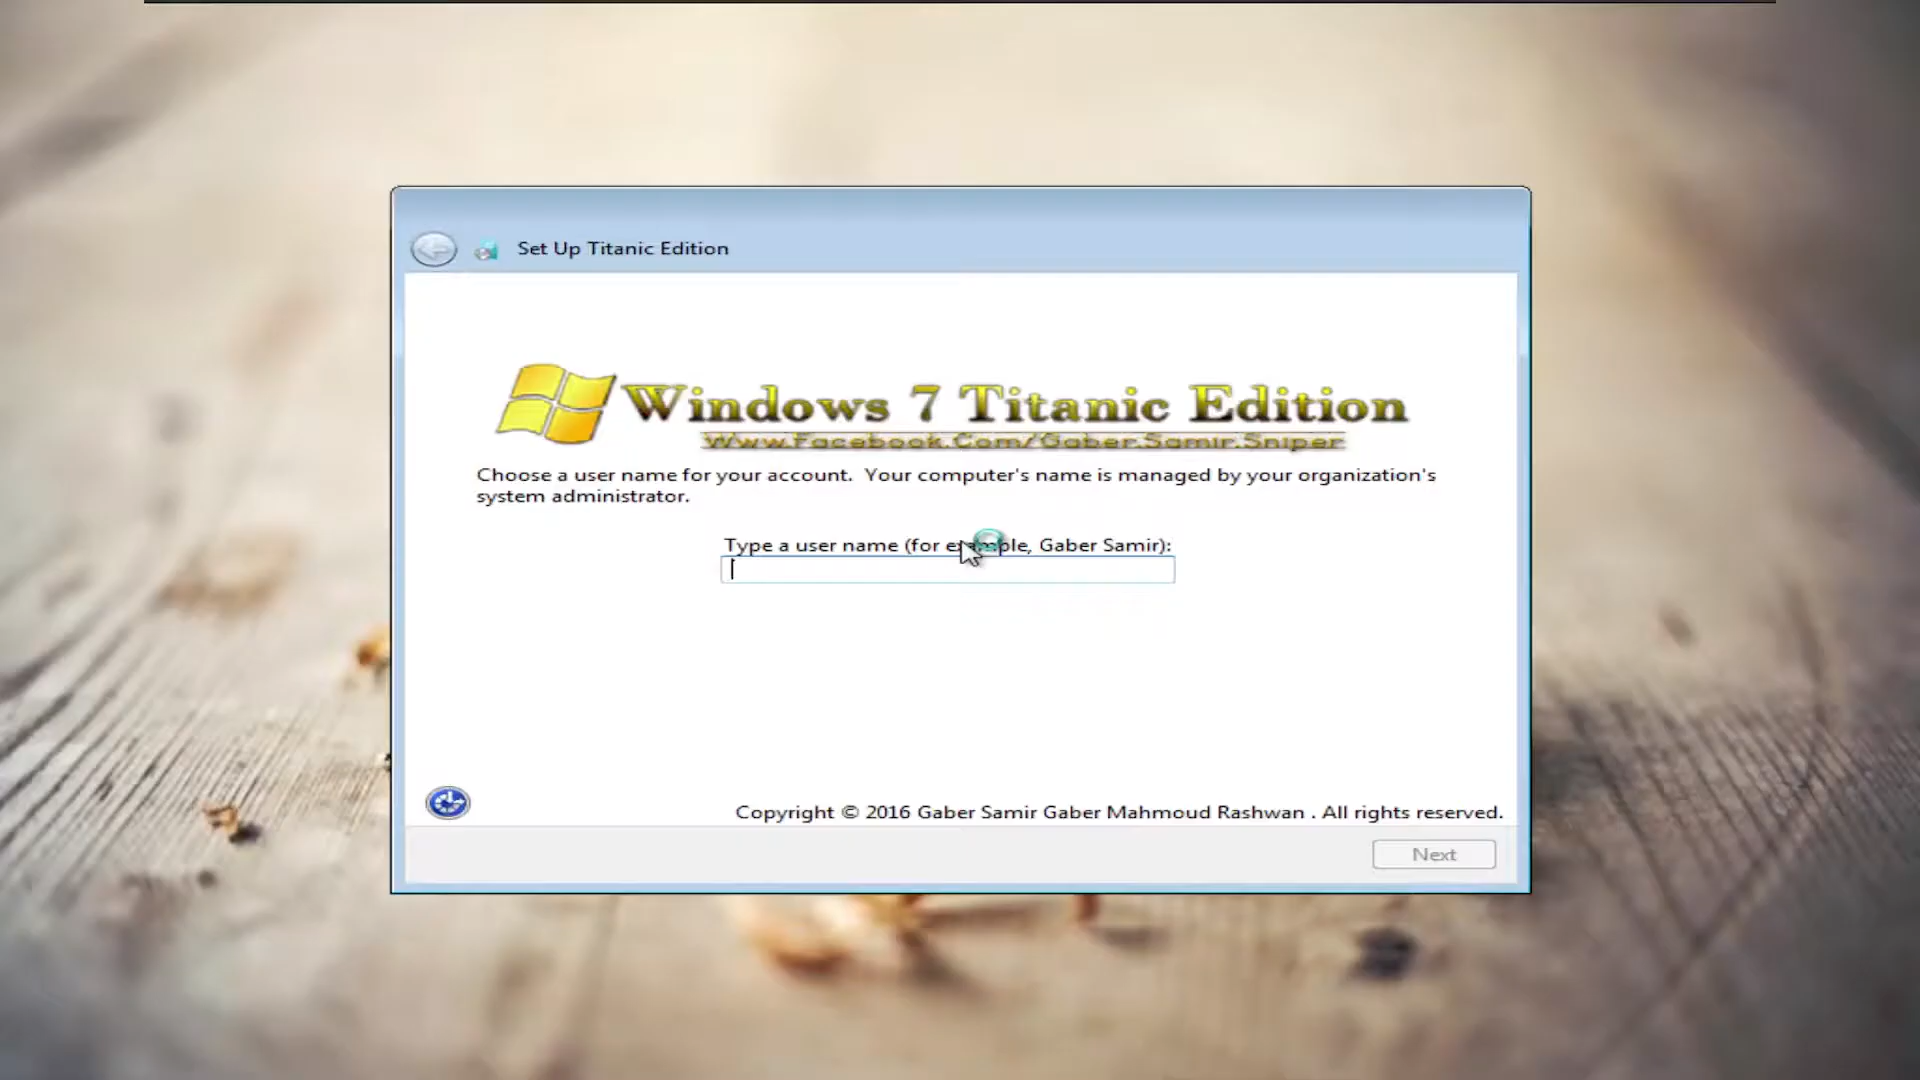 Set Up Titanic Edition
Windows 7 Titanic Edition
Www.Facebook.Com/Gaber.Samir.Sniper
Choose a user name for your account.  Your computer's name is managed by your organization's
system administrator.
Type a user name (for example, Gaber Samir):
Copyright © 2016 Gaber Samir Gaber Mahmoud Rashwan . All rights reserved.
Next